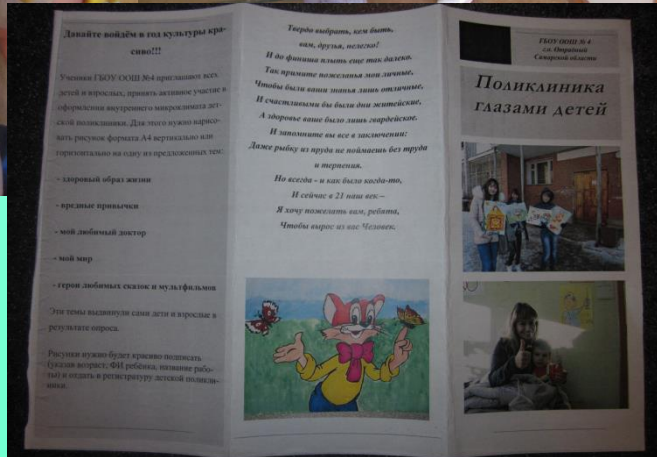 Давайте войдём в год культуры кра-
сиво!!!
Ученики ГБОУ ООШ №4 приглашают всех
детей и взрослых, принять активное участие в
оформлении внутреннего микроклимата дет-
ской поликлиники. Для этого нужно нарисо-
вать рисунок формата А4 вертикально или
горизонтально на одну из предложенных тем:
- здоровый образ жизни
- вредные привычки
- мой любимый доктор
- мой мир
- герои любимых сказок и мультфильмов
Эти темы выдвинули сами дети и взрослые в
результате опроса.
Рисунки нужно будет красиво подписать
(указав возраст, ФИ ребёнка, название рабо-
ты) и отдать в регистратуру детской поликли-
ники.
Твердо выбрать, кем быть,
вам, друзья, нелегко!
И до финиша плыть еще так далеко.
Так примите пожеланья мои личные,
Чтобы были ваши знанья лишь отличные,
И счастливыми бы были дни житейские,
А здоровье ваше было лишь гвардейские.
И запомните вы все в заключении:
Даже рыбку из пруда не поймаешь без труда
и терпения.
Но всегда - и как было когда-то,
И сейчас в 21 наш век –
Я хочу пожелать вам, ребята,
Чтобы вырос из вас Человек.
ГБОУ ООШ № 4
г.о. Отрадный
Самарской области
Поликлиника
глазами детей